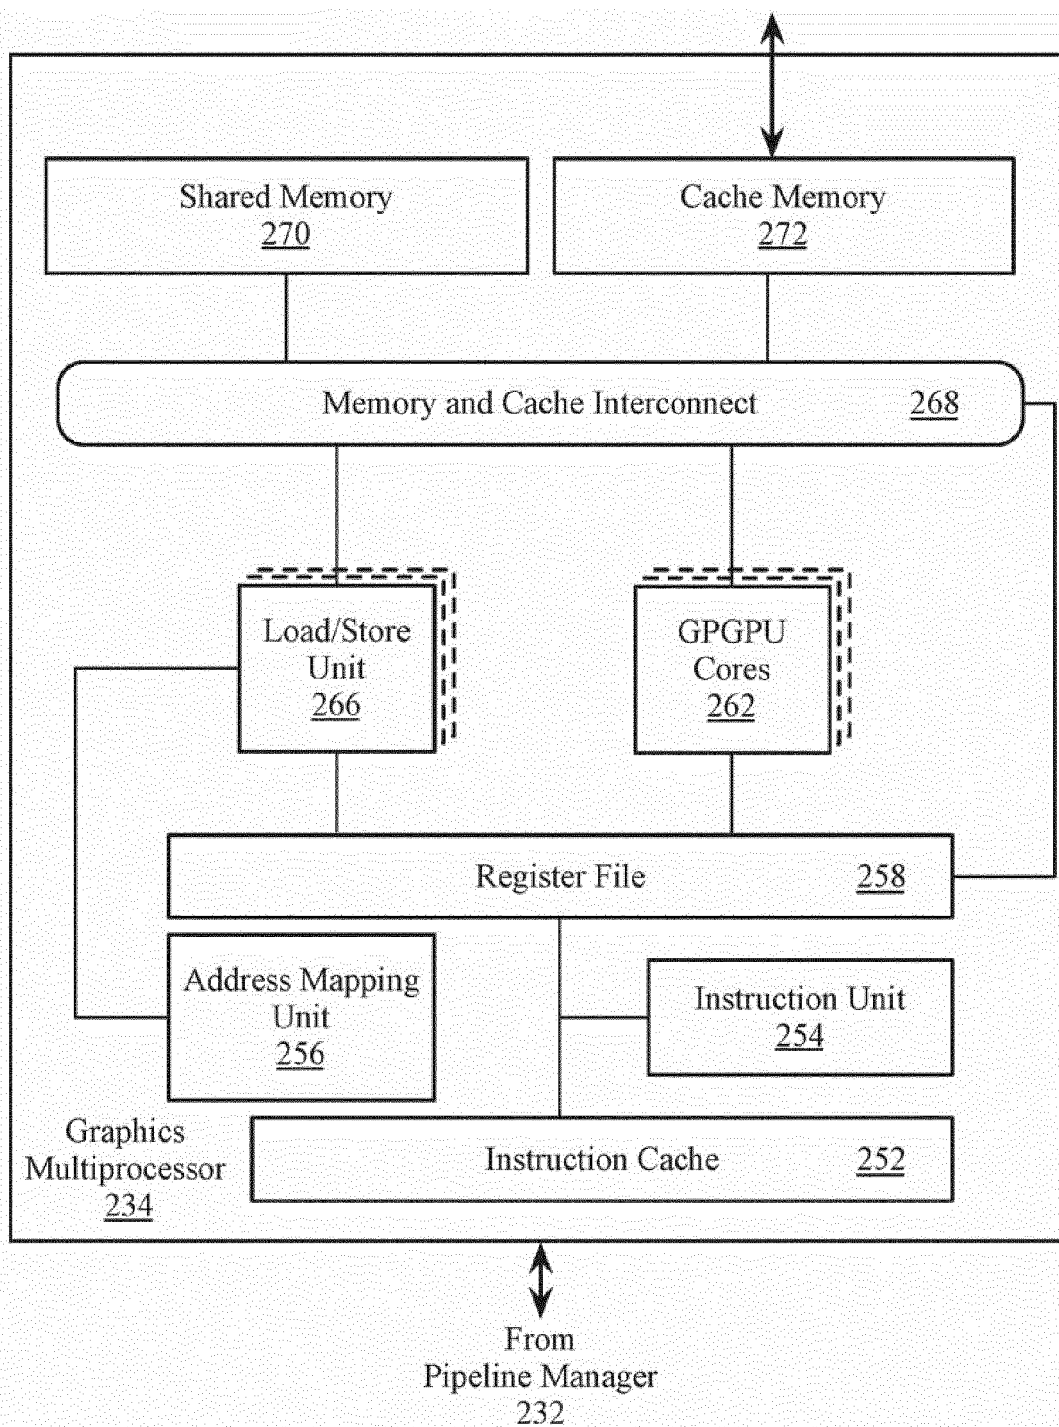 Shared Memory
270
Cache Memory
272
Memory and Cache Interconnect 268
Load/Store
Unit
266
GPGPU
Cores
262
Register File 258
Address Mapping
Unit
256
Instruction Unit
254
Graphics
Multiprocessor
234
Instruction Cache 252
From
Pipeline Manager
232